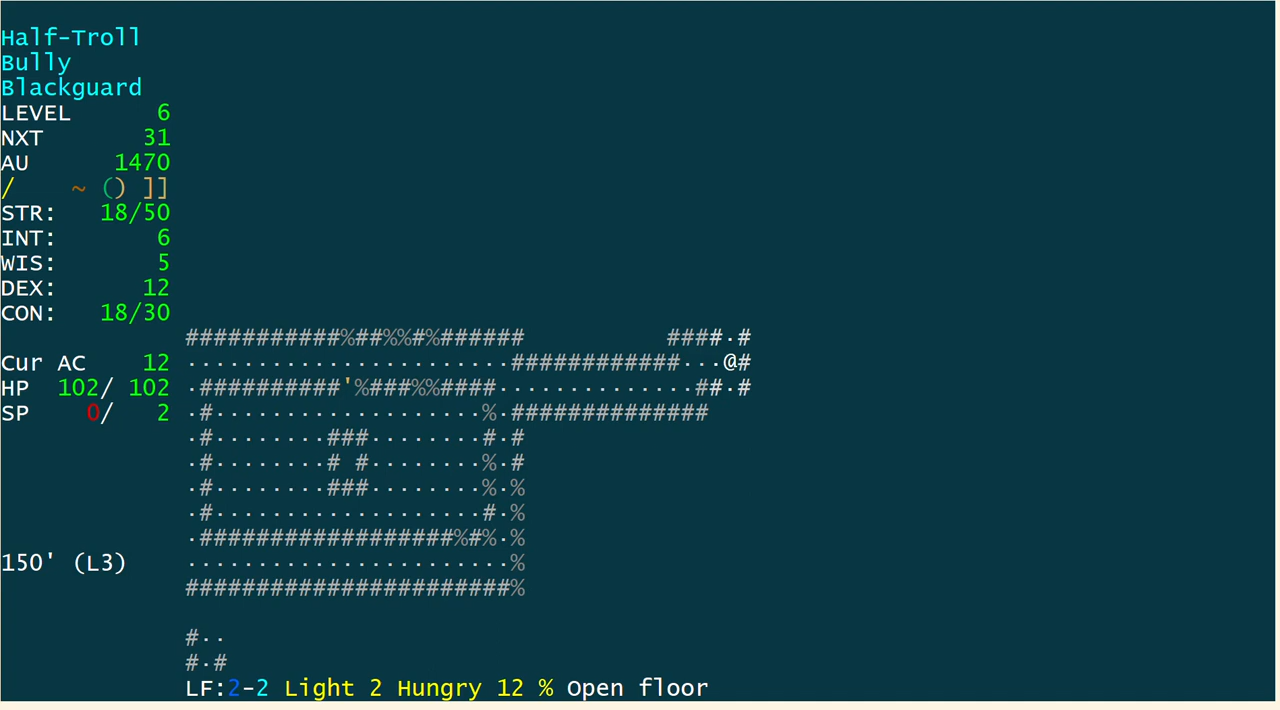 Half-Troll
Bully
Blackguard
LEVEL      6
NXT       31
AU      1470
/    ~ () ]]
STR:   18/50
INT:       6
WIS:       5
DEX:      12
CON:   18/30
             ###########%##%%#%######          ####.#
Cur AC    12 .......................############...@#
HP  102/ 102 .##########'%###%%####..............##.#
SP    0/   2 .#...................%.##############
             .#........###........#.#
             .#........# #........%.#
             .#........###........%.%
             .#...................#.%
             .##################%#%.%
150' (L3)    .......................%
             #######################%
             #..
             #.#
LF:2-2 Light 2 Hungry 12 % Open floor